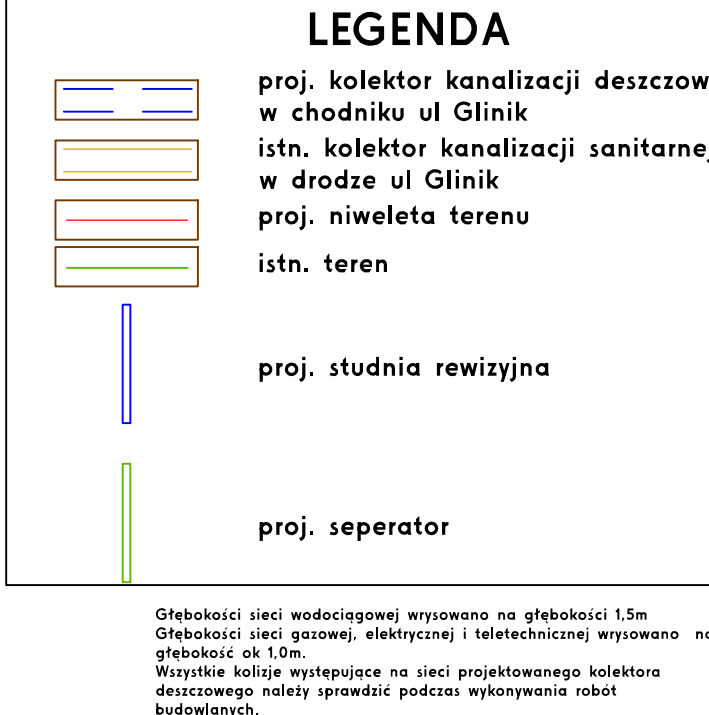 LEGENDA
proj. kolektor kanalizacji deszczow
w chodniku ul Glinik
istn. kolektor kanalizacji sanitarnej
w drodze ul Glinik
proj. niweleta terenu
istn. teren
proj. studnia rewizyjna
proj. seperator
Głębokości sieci wodociągowej wrysowano na głębokości 1,5m
Głębokości sieci gazowej, elektrycznej i teletechnicznej wrysowano na
głębokość ok 1,0m.
Wszystkie kolizje występujące na sieci projektowanego kolektora
deszczowego należy sprawdzić podczas wykonywania robót
budowlanych.